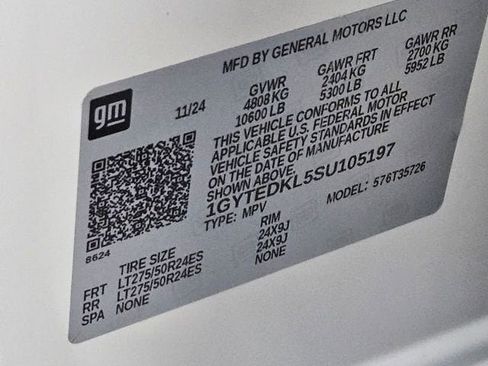 MFD BY GENERAL MOTORS LLC
gm
11/24
GVWR GAWR FRT GAWR RR
4808 KG 2404 KG 2700 KG
10600 LB 5300 LB 5952 LB
THIS VEHICLE CONFORMS TO ALL
APPLICABLE U.S. FEDERAL MOTOR
VEHICLE SAFETY STANDARDS IN EFFECT
ON THE DATE OF MANUFACTURE
SHOWN ABOVE.
1GYTEDKL5SU105197
TYPE: MPV MODEL: 576T35726
8624
TIRE SIZE RIM
FRT LT275/50R24ES 24X9J
RR LT275/50R24ES 24X9J
SPA NONE NONE